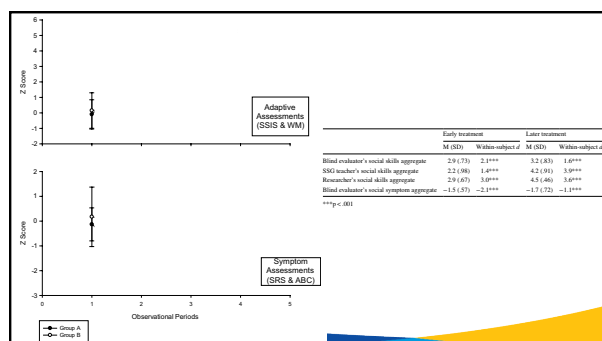 6
5
4
3
2
1
0
-1
-2
Z Score
Adaptive
Assessments
(SSIS & WM)
2
1
0
-1
-2
-3
Z Score
Symptom
Assessments
(SRS & ABC)
0 1 2 3 4 5
Observational Periods
Group A
Group B
Early treatment Later treatment
M (SD) Within-subject d M (SD) Within-subject d
Blind evaluator's social skills aggregate 2.9 (.73) 2.1*** 3.2 (.83) 1.6***
SSG teacher's social skills aggregate 2.2 (.98) 1.4*** 4.2 (.91) 3.9***
Researcher's social skills aggregate 2.9 (.67) 3.0*** 4.5 (.46) 3.6***
Blind evaluator's social symptom aggregate −1.5 (.57) −2.1*** −1.7 (.72) −1.1***
***p < .001